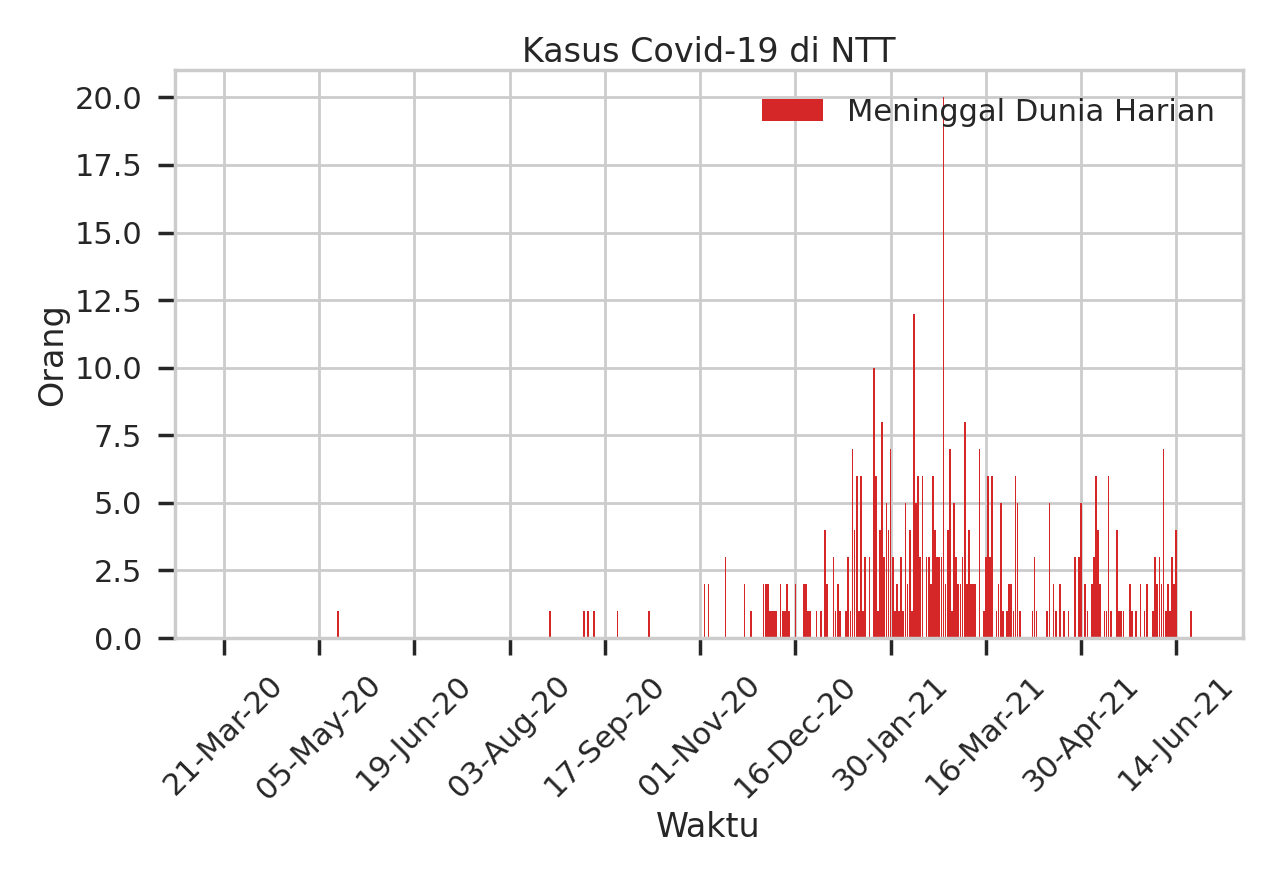 Kasus Covid-19 di NTT
Meninggal Dunia Harian
20.0
17.5
15.0
12.5
10.0
7.5
5.0
2.5
0.0
Orang
21-Mar-20
05-May-20
19-Jun-20
03-Aug-20
17-Sep-20
01-Nov-20
16-Dec-20
30-Jan-21
16-Mar-21
30-Apr-21
14-Jun-21
Waktu